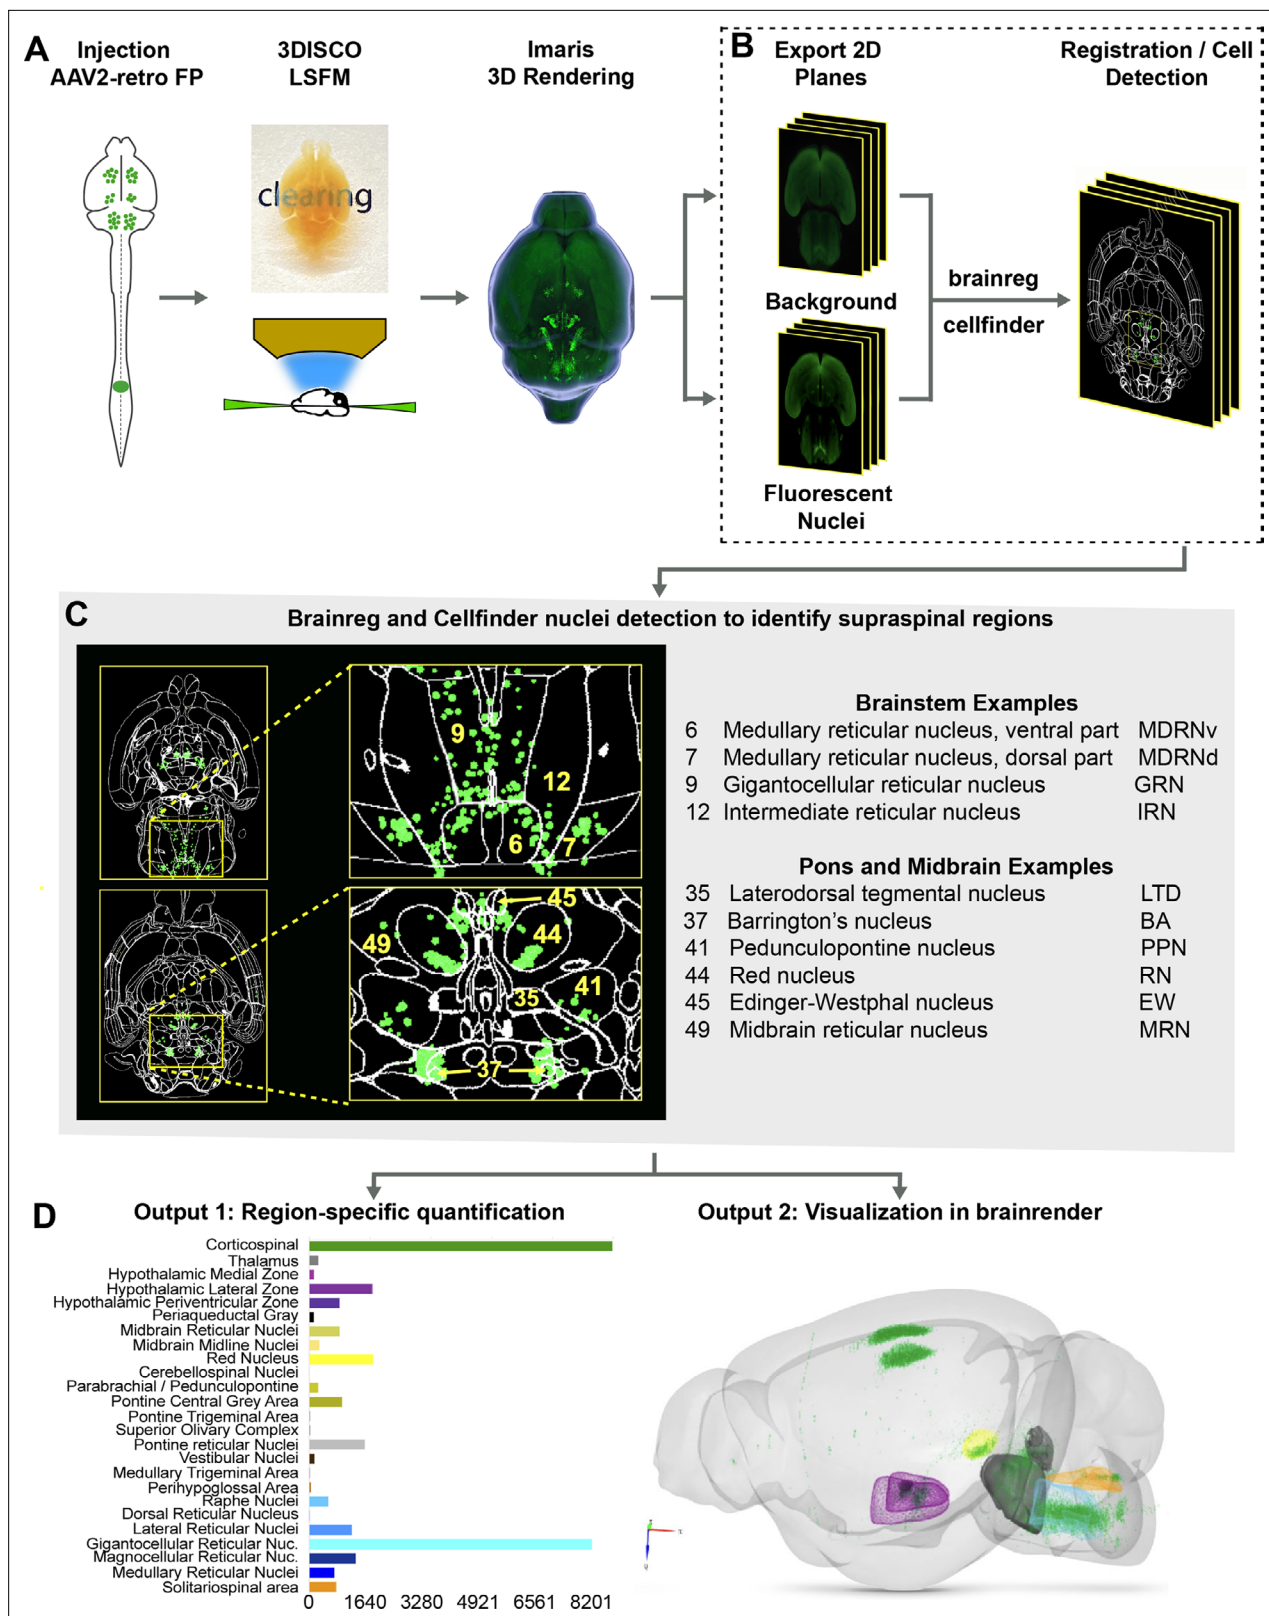 A
Injection
AAV2-retro FP
3DISCO
LSFM
Imaris
3D Rendering
clearing
B
Export 2D
Planes
Registration / Cell
Detection
Background
brainreg
cellfinder
Fluorescent
Nuclei
C
Brainreg and Cellfinder nuclei detection to identify supraspinal regions
9
12
6
7
45
49
44
41
35
37
Brainstem Examples
6 Medullary reticular nucleus, ventral part MDRNv
7 Medullary reticular nucleus, dorsal part MDRNd
9 Gigantocellular reticular nucleus GRN
12 Intermediate reticular nucleus IRN
Pons and Midbrain Examples
35 Laterodorsal tegmental nucleus LTD
37 Barrington's nucleus BA
41 Pedunculopontine nucleus PPN
44 Red nucleus RN
45 Edinger-Westphal nucleus EW
49 Midbrain reticular nucleus MRN
D
Output 1: Region-specific quantification
Corticospinal
Thalamus
Hypothalamic Medial Zone
Hypothalamic Lateral Zone
Hypothalamic Periventricular Zone
Periaqueductal Gray
Midbrain Reticular Nuclei
Midbrain Midline Nuclei
Red Nucleus
Cerebellospinal Nuclei
Parabrachial / Pedunculopontine
Pontine Central Grey Area
Pontine Trigeminal Area
Superior Olivary Complex
Pontine reticular Nuclei
Vestibular Nuclei
Medullary Trigeminal Area
Perihypoglossal Area
Raphe Nuclei
Dorsal Reticular Nucleus
Lateral Reticular Nuclei
Gigantocellular Reticular Nuc.
Magnocellular Reticular Nuc.
Medullary Reticular Nuclei
Solitariospinal area
0 1640 3280 4921 6561 8201
Output 2: Visualization in brainrender